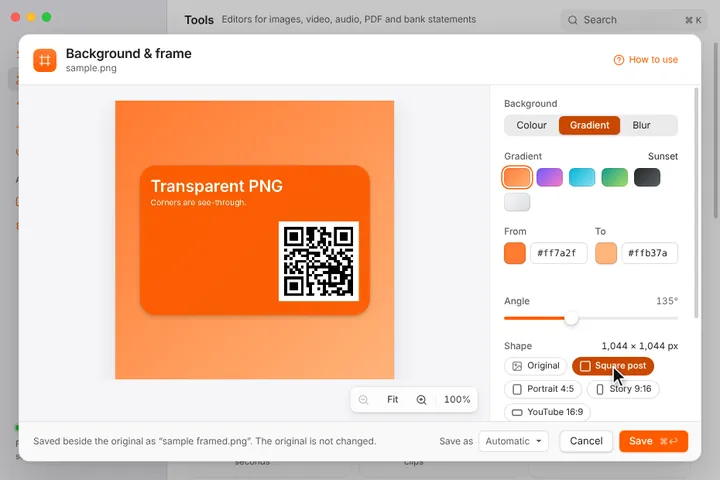 Tools Editors for images, video, audio, PDF and bank statements
Search ⌘ K
Background & frame
sample.png
How to use
Transparent PNG
Corners are see-through.
Fit 100%
Background
Colour Gradient Blur
Gradient Sunset
From To
#ff7a2f #ffb37a
Angle 135°
Shape 1,044 × 1,044 px
Original Square post
Portrait 4:5 Story 9:16
YouTube 16:9
Saved beside the original as “sample framed.png”. The original is not changed.
Save as Automatic Cancel Save ⌘↩
seconds clips